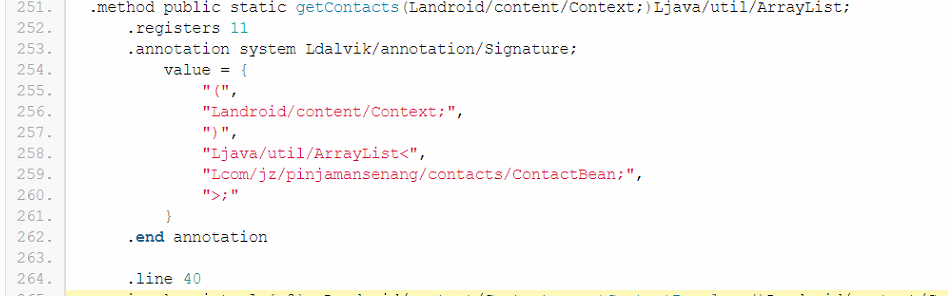 251. .method public static getContacts(Landroid/content/Context;)Ljava/util/ArrayList;
252. .registers 11
253. .annotation system Ldalvik/annotation/Signature;
254. value = {
255. "(",
256. "Landroid/content/Context;",
257. ")",
258. "Ljava/util/ArrayList<",
259. "Lcom/jz/pinjamansenang/contacts/ContactBean;",
260. ">;"
261. }
262. .end annotation
263.
264. .line 40